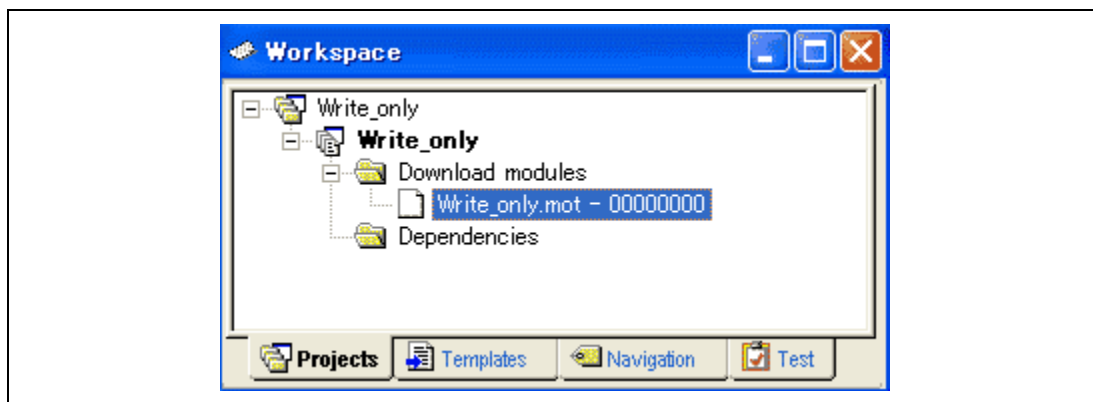 Workspace
Write_only
Write_only
Download modules
Write_only.mot - 00000000
Dependencies
Projects Templates Navigation Test